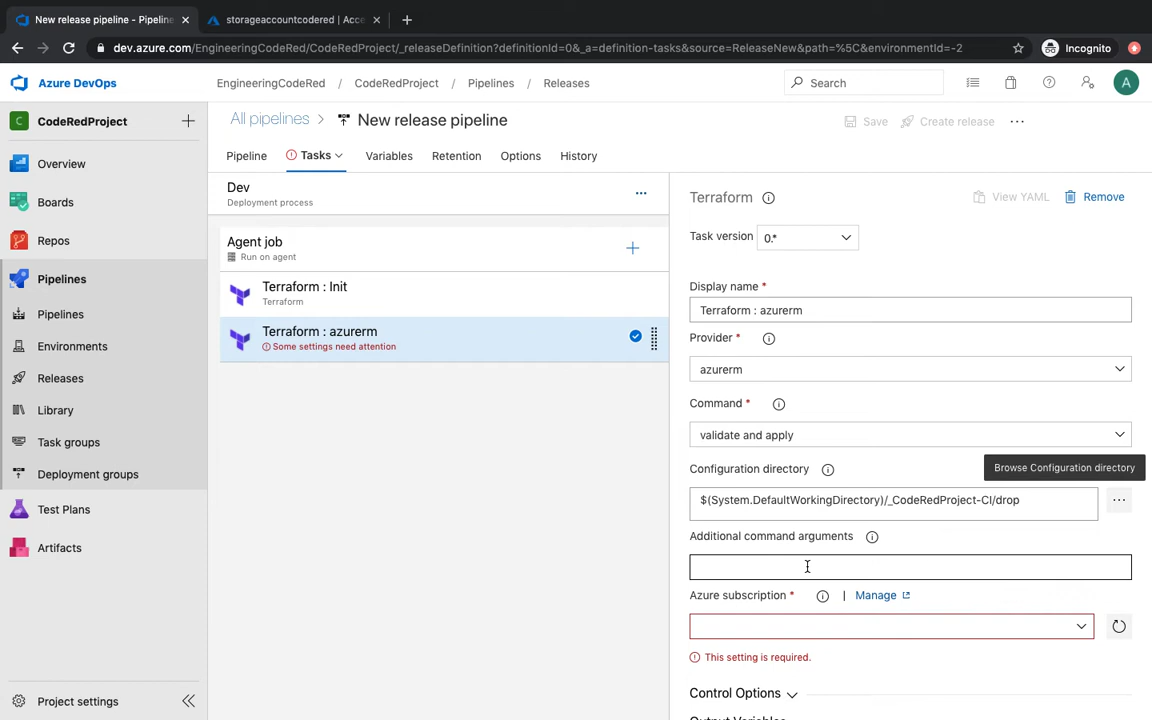 New release pipeline - Pipeline
storageaccountcodered | Acce
dev.azure.com/EngineeringCodeRed/CodeRedProject/_releaseDefinition?definitionId=0&_a=definition-tasks&source=ReleaseNew&path=%5C&environmentId=-2
Incognito
Azure DevOps
EngineeringCodeRed / CodeRedProject / Pipelines / Releases
Search
A
C CodeRedProject
All pipelines > New release pipeline
Save
Create release
Pipeline
Tasks
Variables
Retention
Options
History
Overview
Boards
Repos
Pipelines
Pipelines
Environments
Releases
Library
Task groups
Deployment groups
Test Plans
Artifacts
Project settings
Dev
Deployment process
Agent job
Run on agent
Terraform : Init
Terraform
Terraform : azurerm
Some settings need attention
Terraform
View YAML
Remove
Task version 0.*
Display name *
Terraform : azurerm
Provider *
azurerm
Command *
validate and apply
Configuration directory
Browse Configuration directory
$(System.DefaultWorkingDirectory)/_CodeRedProject-CI/drop
Additional command arguments
Azure subscription * | Manage
This setting is required.
Control Options
Output Variables